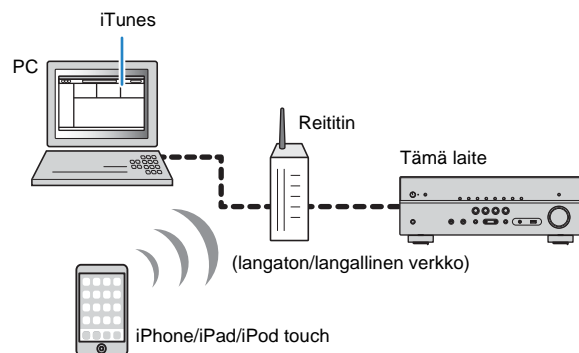 iTunes
PC
Reititin
Tämä laite
(langaton/langallinen verkko)
iPhone/iPad/iPod touch